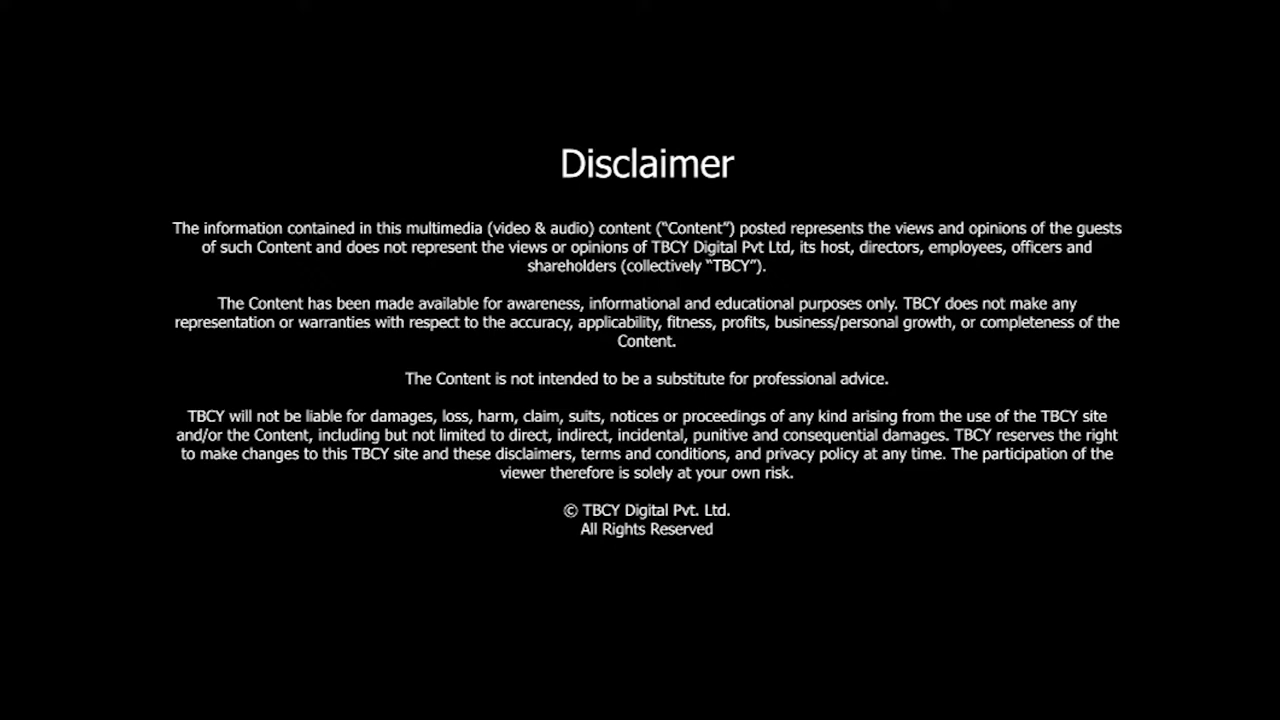 Disclaimer
The information contained in this multimedia (video & audio) content (“Content”) posted represents the views and opinions of the guests
of such Content and does not represent the views or opinions of TBCY Digital Pvt Ltd, its host, directors, employees, officers and
shareholders (collectively “TBCY”).
The Content has been made available for awareness, informational and educational purposes only. TBCY does not make any
representation or warranties with respect to the accuracy, applicability, fitness, profits, business/personal growth, or completeness of the
Content.
The Content is not intended to be a substitute for professional advice.
TBCY will not be liable for damages, loss, harm, claim, suits, notices or proceedings of any kind arising from the use of the TBCY site
and/or the Content, including but not limited to direct, indirect, incidental, punitive and consequential damages. TBCY reserves the right
to make changes to this TBCY site and these disclaimers, terms and conditions, and privacy policy at any time. The participation of the
viewer therefore is solely at your own risk.
© TBCY Digital Pvt. Ltd.
All Rights Reserved